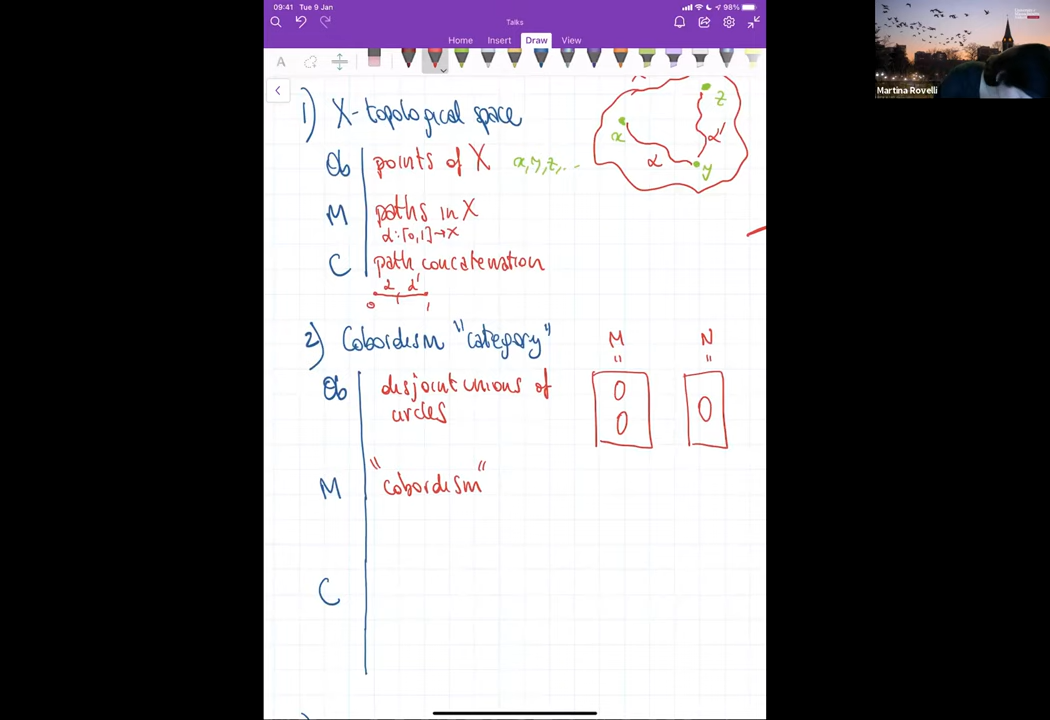 09:41 Tue 9 Jan
98%
Talks
Home Insert Draw View
Martina Rovelli
1) X - topological space
Ob points of X x, y, z, ...
M paths in X
α: [0,1] → X
C path concatenation
α α'
0 1
x α y α' z
2) Cobordism "category"
M N
" "
Ob disjoint unions of
circles
M "cobordism"
C